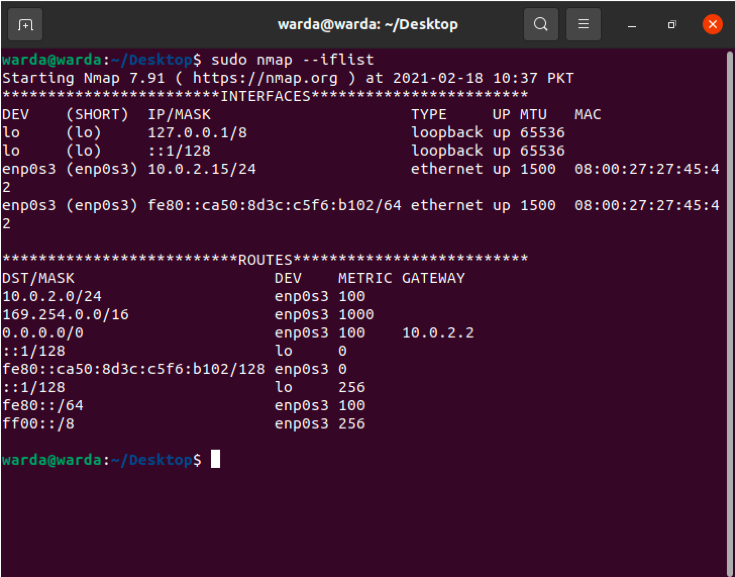 warda@warda: ~/Desktop
warda@warda:~/Desktop$ sudo nmap --iflist
Starting Nmap 7.91 ( https://nmap.org ) at 2021-02-18 10:37 PKT
************************INTERFACES************************
DEV    (SHORT)  IP/MASK                      TYPE     UP MTU   MAC
lo     (lo)     127.0.0.1/8                  loopback up 65536
lo     (lo)     ::1/128                      loopback up 65536
enp0s3 (enp0s3) 10.0.2.15/24                 ethernet up 1500  08:00:27:27:45:4
2
enp0s3 (enp0s3) fe80::ca50:8d3c:c5f6:b102/64 ethernet up 1500  08:00:27:27:45:4
2
**************************ROUTES**************************
DST/MASK                      DEV    METRIC GATEWAY
10.0.2.0/24                   enp0s3 100
169.254.0.0/16                enp0s3 1000
0.0.0.0/0                     enp0s3 100    10.0.2.2
::1/128                       lo     0
fe80::ca50:8d3c:c5f6:b102/128 enp0s3 0
::1/128                       lo     256
fe80::/64                     enp0s3 100
ff00::/8                      enp0s3 256
warda@warda:~/Desktop$